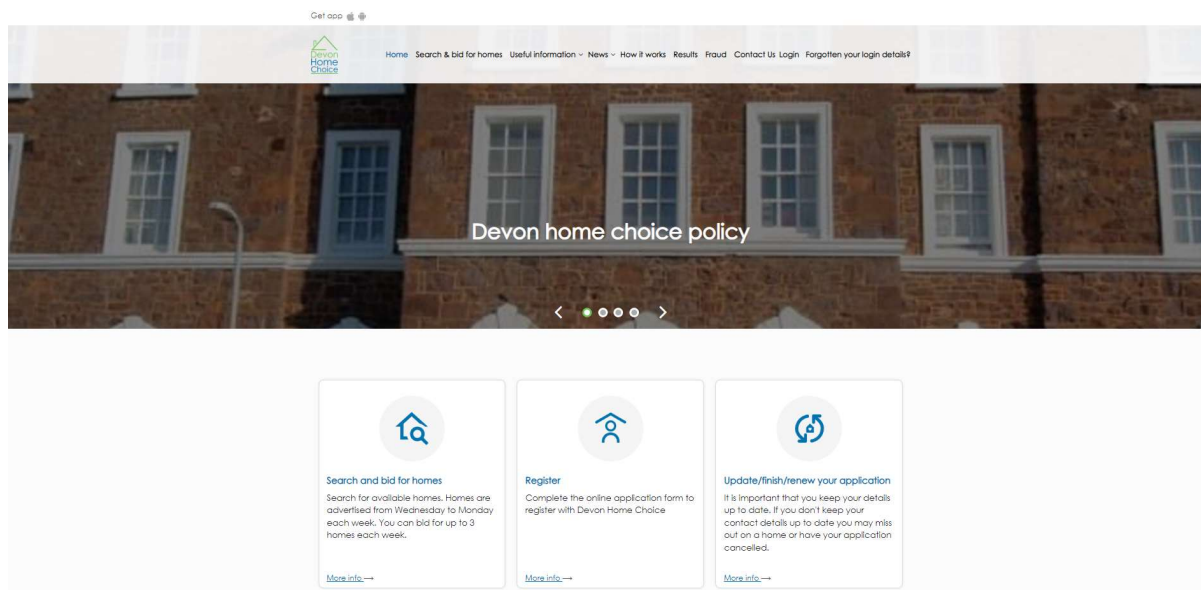 Get app
Devon
Home
Choice
Home Search & bid for homes Useful information News How it works Results Fraud Contact Us Login Forgotten your login details?
Devon home choice policy
Search and bid for homes
Search for available homes. Homes are
advertised from Wednesday to Monday
each week. You can bid for up to 3
homes each week.
More info →
Register
Complete the online application form to
register with Devon Home Choice
More info →
Update/finish/renew your application
It is important that you keep your details
up to date. If you don't keep your
contact details up to date you may miss
out on a home or have your application
cancelled.
More info →